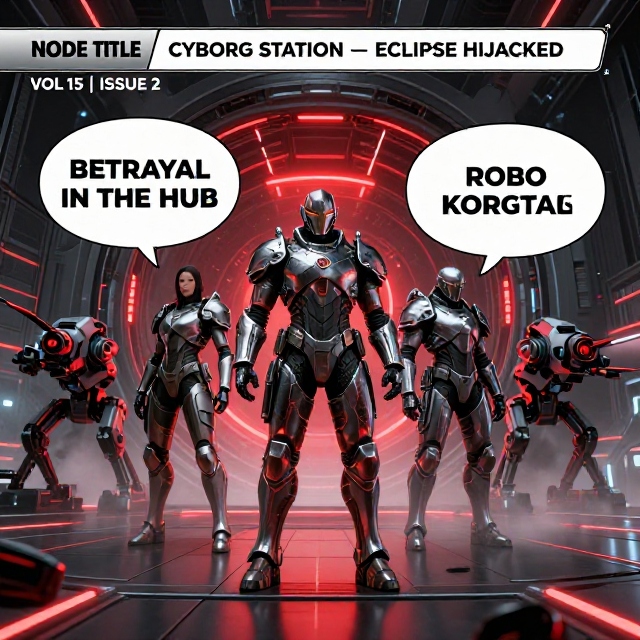 NODE TITLE
CYBORG STATION — ECLIPSE HIJACKED
VOL 15 | ISSUE 2
BETRAYAL
IN THE HUB
ROBO
KORGTAG